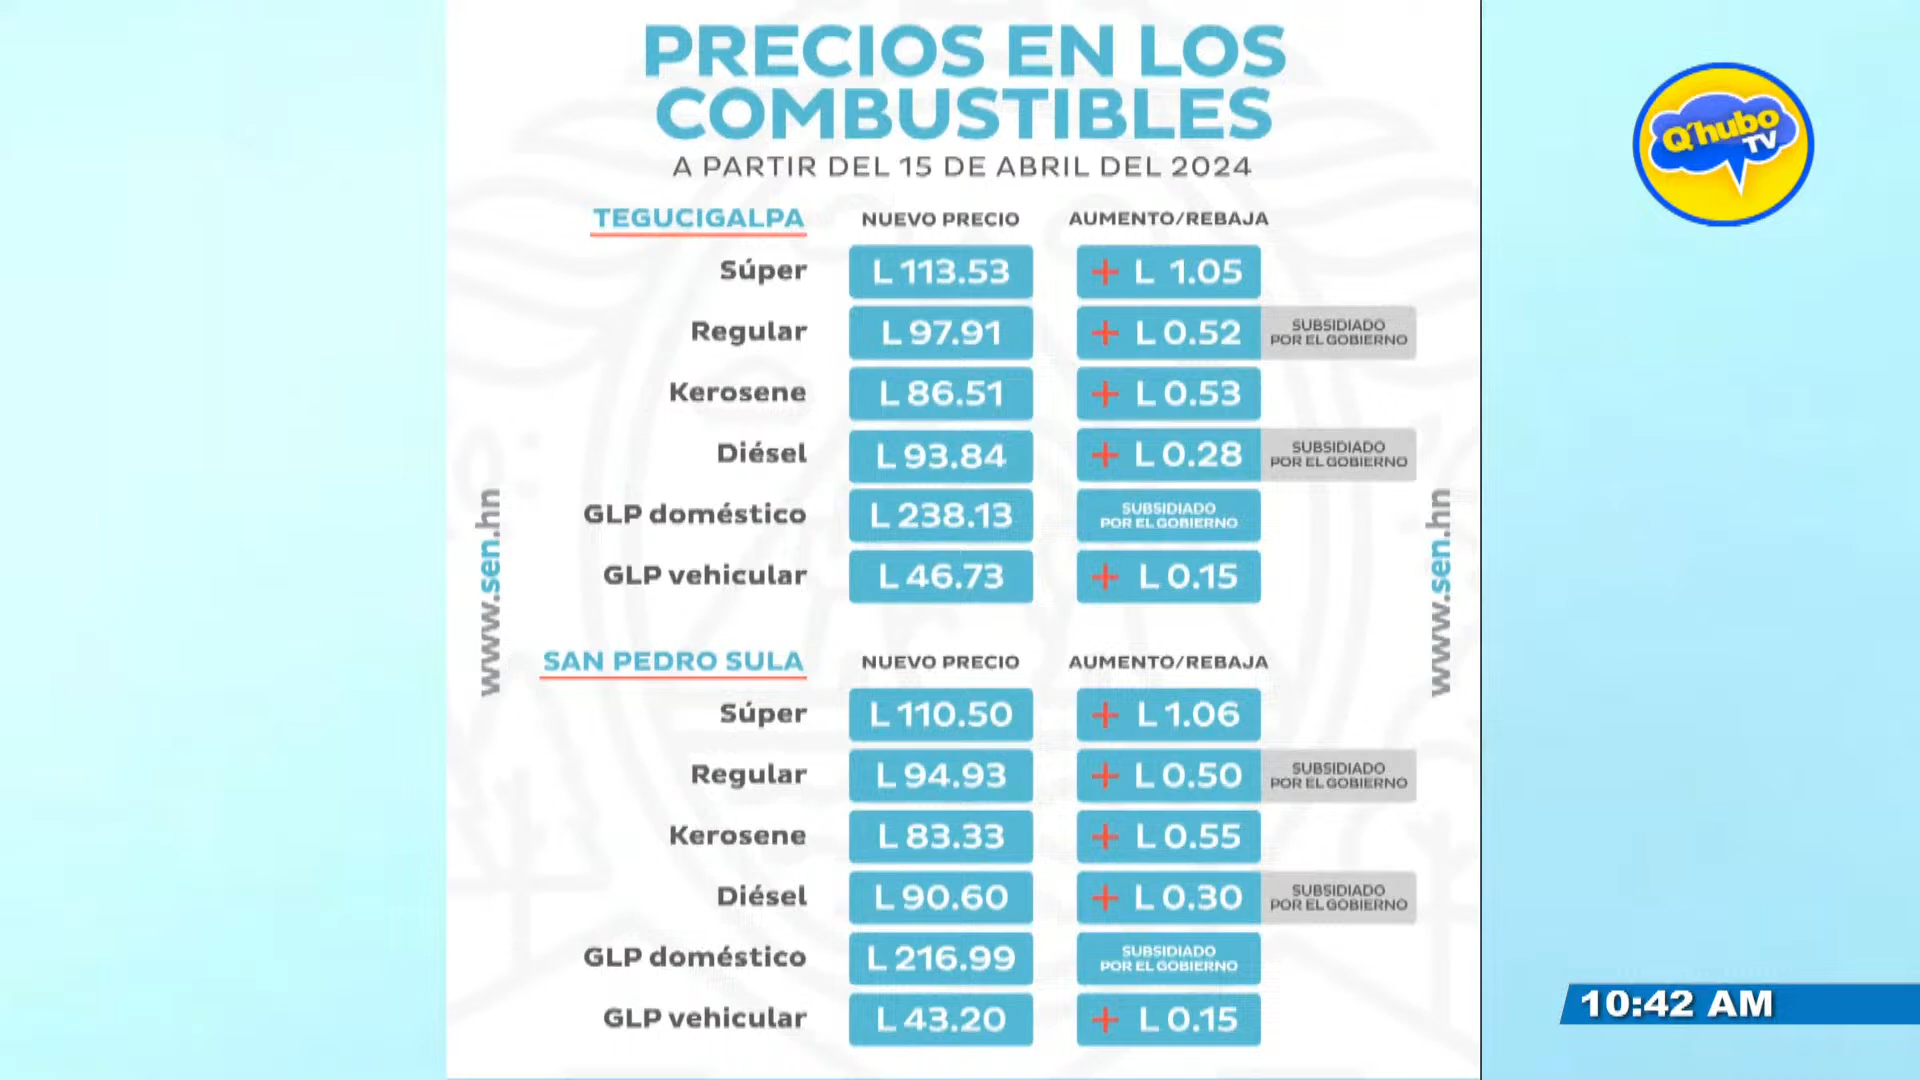 PRECIOS EN LOS
COMBUSTIBLES
A PARTIR DEL 15 DE ABRIL DEL 2024
TEGUCIGALPA NUEVO PRECIO AUMENTO/REBAJA
Súper L 113.53 + L 1.05
Regular L 97.91 + L 0.52 SUBSIDIADO
POR EL GOBIERNO
Kerosene L 86.51 + L 0.53
Diésel L 93.84 + L 0.28 SUBSIDIADO
POR EL GOBIERNO
GLP doméstico L 238.13 SUBSIDIADO
POR EL GOBIERNO
GLP vehicular L 46.73 + L 0.15
SAN PEDRO SULA NUEVO PRECIO AUMENTO/REBAJA
Súper L 110.50 + L 1.06
Regular L 94.93 + L 0.50 SUBSIDIADO
POR EL GOBIERNO
Kerosene L 83.33 + L 0.55
Diésel L 90.60 + L 0.30 SUBSIDIADO
POR EL GOBIERNO
GLP doméstico L 216.99 SUBSIDIADO
POR EL GOBIERNO
GLP vehicular L 43.20 + L 0.15
www.sen.hn
www.sen.hn
Q'hubo
TV
10:42 AM